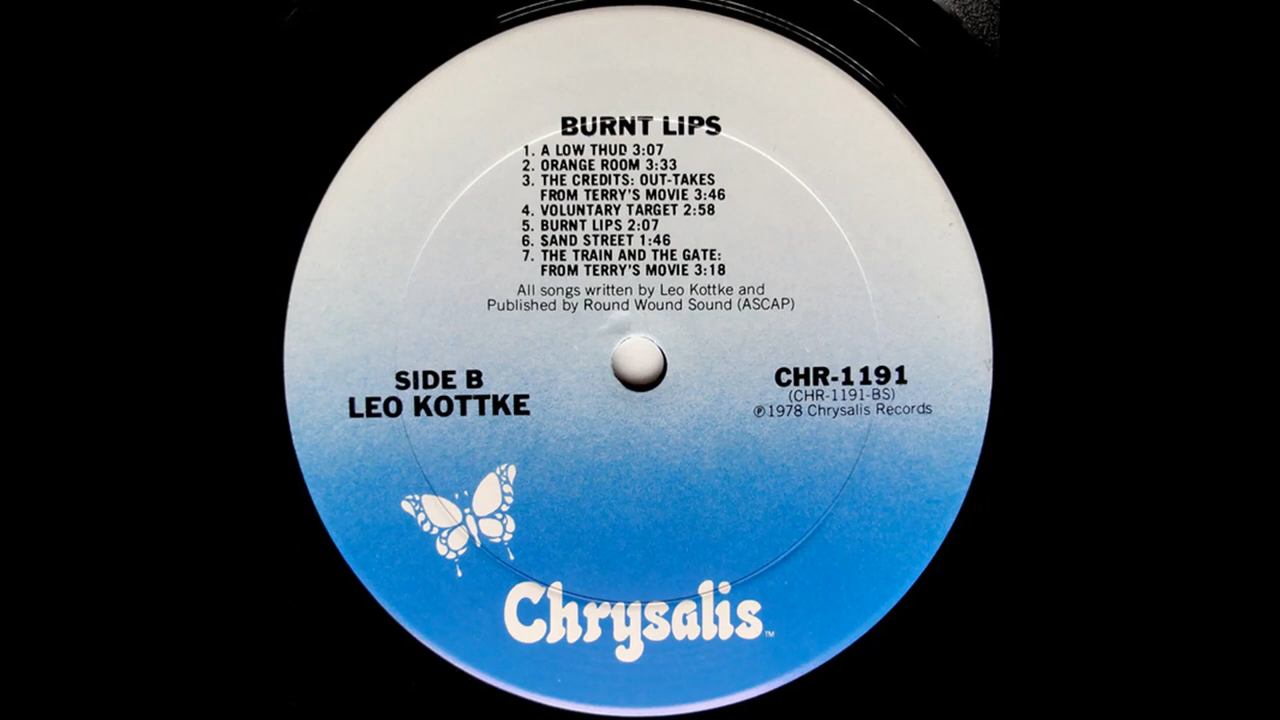 BURNT LIPS
1. A LOW THUD 3:07
2. ORANGE ROOM 3:33
3. THE CREDITS: OUT-TAKES
FROM TERRY'S MOVIE 3:46
4. VOLUNTARY TARGET 2:58
5. BURNT LIPS 2:07
6. SAND STREET 1:46
7. THE TRAIN AND THE GATE:
FROM TERRY'S MOVIE 3:18
All songs written by Leo Kottke and
Published by Round Wound Sound (ASCAP)
SIDE B
LEO KOTTKE
CHR-1191
(CHR-1191-BS)
℗1978 Chrysalis Records
Chrysalis™